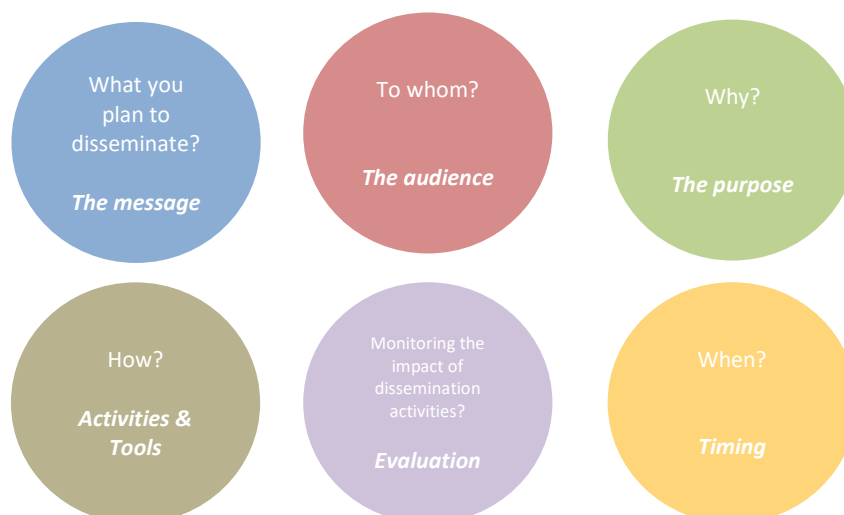 What you
plan to
disseminate?
The message
To whom?
The audience
Why?
The purpose
How?
Activities &
Tools
Monitoring the
impact of
dissemination
activities?
Evaluation
When?
Timing